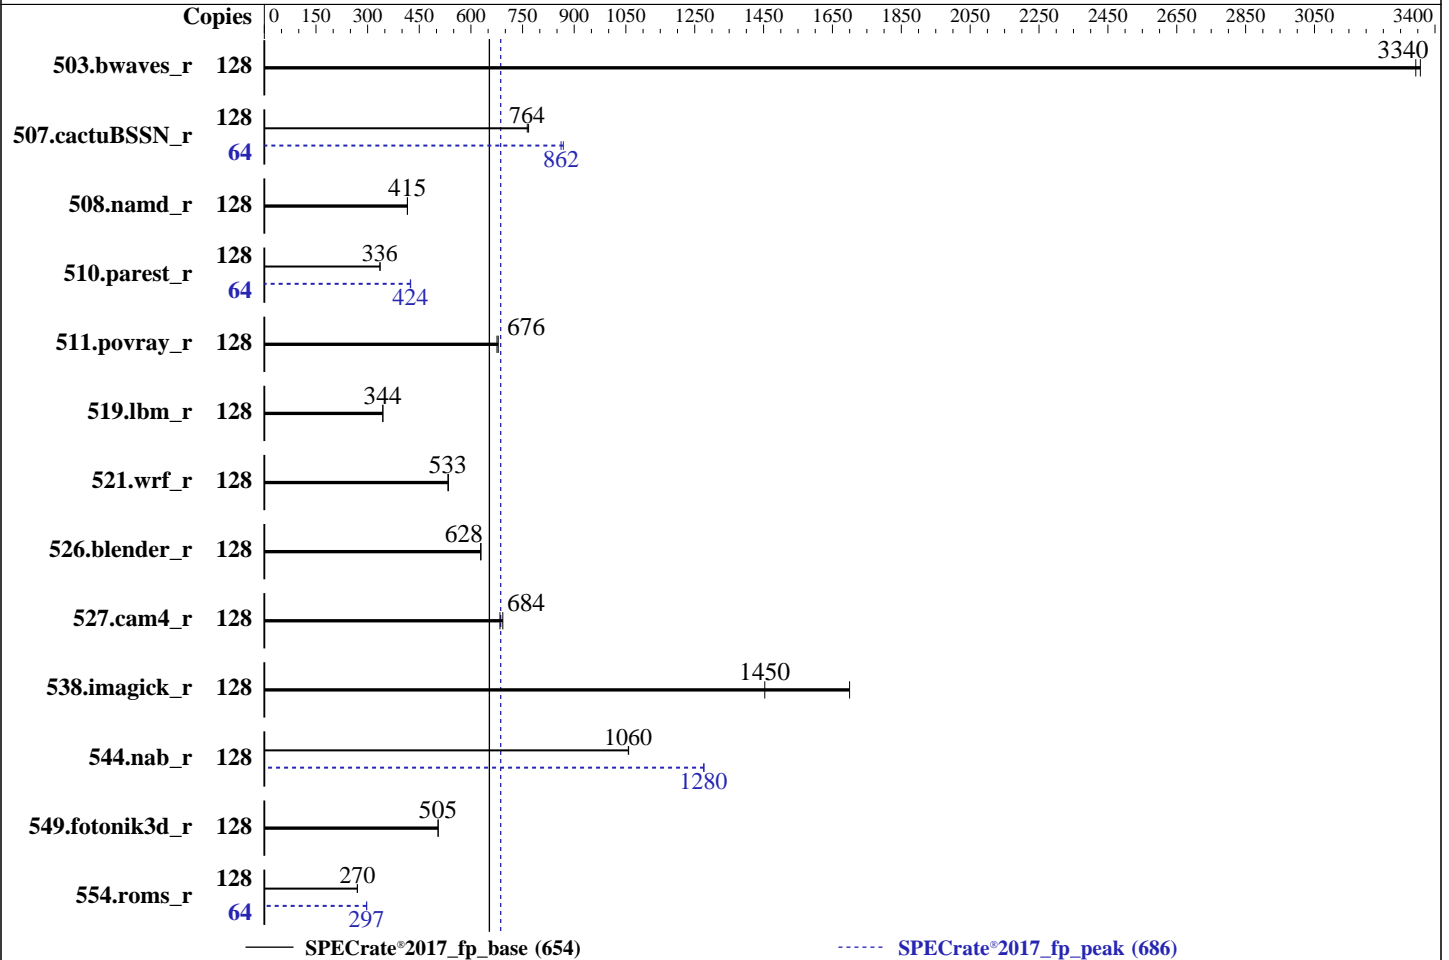 Copies 0 150 300 450 600 750 900 1050 1250 1450 1650 1850 2050 2250 2450 2650 2850 3050 3400
503.bwaves_r 128 3340
507.cactuBSSN_r 128 764
64 862
508.namd_r 128 415
510.parest_r 128 336
64 424
511.povray_r 128 676
519.lbm_r 128 344
521.wrf_r 128 533
526.blender_r 128 628
527.cam4_r 128 684
538.imagick_r 128 1450
544.nab_r 128 1060
1280
549.fotonik3d_r 128 505
554.roms_r 128 270
64 297
SPECrate®2017_fp_base (654) SPECrate®2017_fp_peak (686)